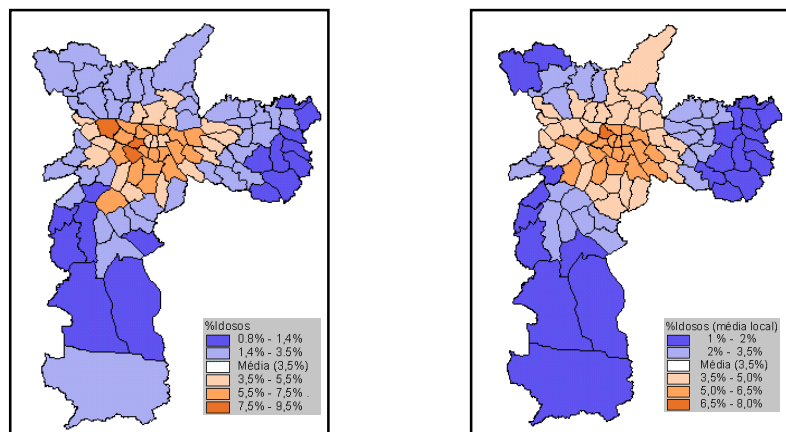 %Idosos
0.8% - 1,4%
1,4% - 3.5%
Média (3,5%)
3,5% - 5,5%
5,5% - 7,5% .
7,5% - 9,5%
%Idosos (média local)
1 % - 2%
2% - 3,5%
Média (3,5%)
3,5% - 5,0%
5,0% - 6,5%
6,5% - 8,0%